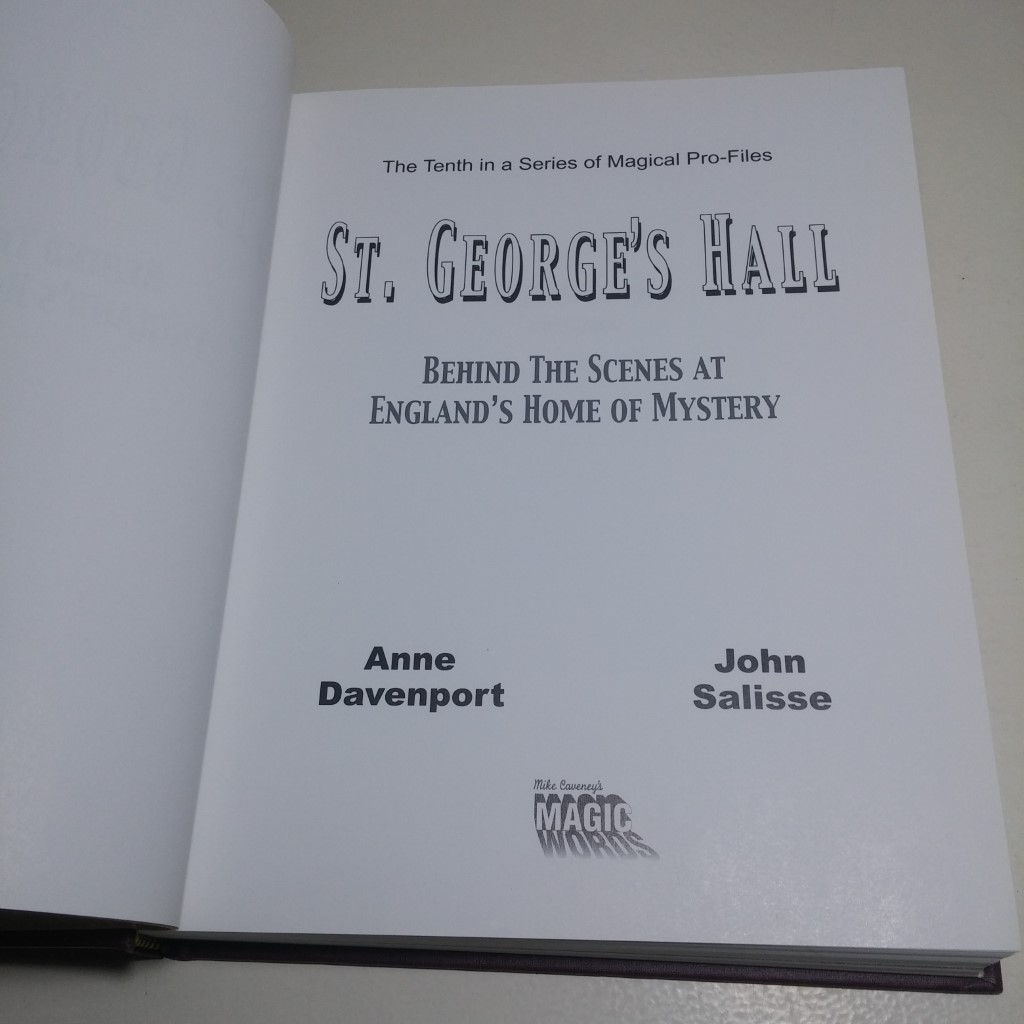 The Tenth in a Series of Magical Pro-Files
ST. GEORGE'S HALL
BEHIND THE SCENES AT
ENGLAND'S HOME OF MYSTERY
Anne
Davenport
John
Salisse
Mike Caveney's
MAGIC
WORDS